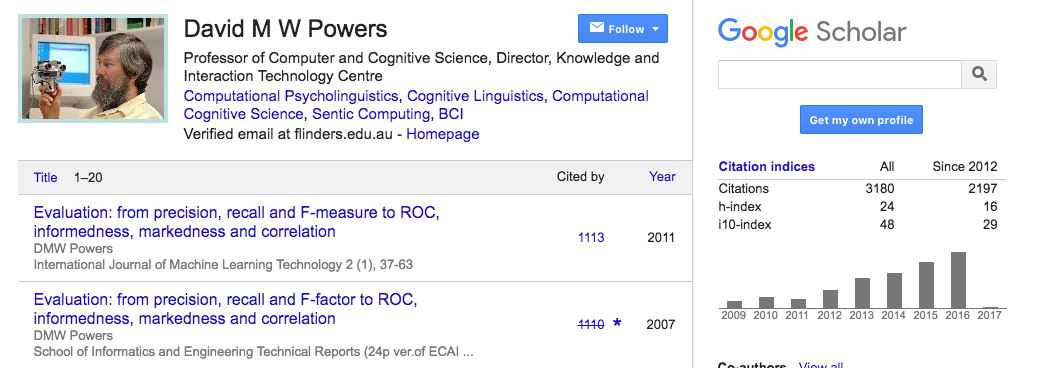 David M W Powers
Follow
Professor of Computer and Cognitive Science, Director, Knowledge and
Interaction Technology Centre
Computational Psycholinguistics, Cognitive Linguistics, Computational
Cognitive Science, Sentic Computing, BCI
Verified email at flinders.edu.au - Homepage
Title 1–20 Cited by Year
Evaluation: from precision, recall and F-measure to ROC,
informedness, markedness and correlation
DMW Powers
International Journal of Machine Learning Technology 2 (1), 37-63
1113 2011
Evaluation: from precision, recall and F-factor to ROC,
informedness, markedness and correlation
DMW Powers
School of Informatics and Engineering Technical Reports (24p ver.of ECAI ...
1110 * 2007
Google Scholar
Get my own profile
Citation indices All Since 2012
Citations 3180 2197
h-index 24 16
i10-index 48 29
2009 2010 2011 2012 2013 2014 2015 2016 2017
Co-authors View all